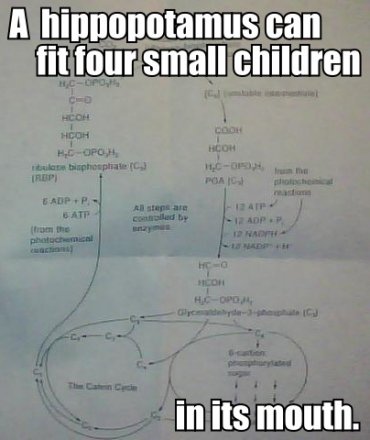 A hippopotamus can
fit four small children
H₂C—OPO₃H₂
C=O
HCOH
HCOH
H₂C—OPO₃H₂
ribulose bisphosphate (C₅)
(RBP)
COOH
HCOH
H₂C—OPO₃H₂
PGA (C₃)
from the
photochemical
reactions
6 ADP + Pᵢ
6 ATP
(from the
photochemical
reactions)
All steps are
controlled by
enzymes
12 ATP
12 ADP + Pᵢ
12 NADPH
12 NADP⁺ + H⁺
HC=O
HCOH
H₂C—OPO₃H₂
Glyceraldehyde-3-phosphate (C₃)
6-carbon
phosphorylated
sugar
The Calvin Cycle
in its mouth.